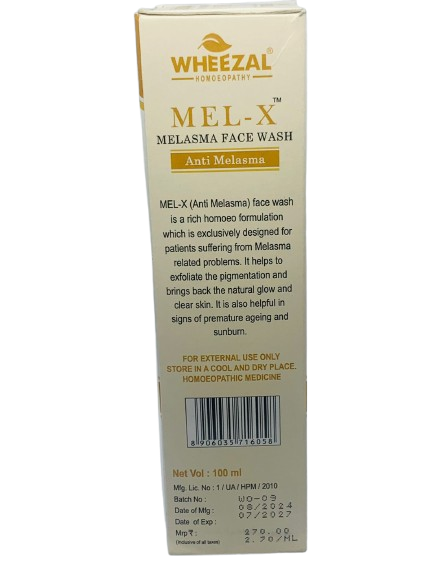 WHEEZAL®
HOMOEOPATHY
MEL-X™
MELASMA FACE WASH
Anti Melasma
MEL-X (Anti Melasma) face wash
is a rich homoeo formulation
which is exclusively designed for
patients suffering from Melasma
related problems. It helps to
exfoliate the pigmentation and
brings back the natural glow and
clear skin. It is also helpful in
signs of premature ageing and
sunburn.
FOR EXTERNAL USE ONLY
STORE IN A COOL AND DRY PLACE.
HOMOEOPATHIC MEDICINE
8 906035 716058
Net Vol : 100 ml
Mfg. Lic. No : 1 / UA / HPM / 2010
Batch No : WO-09
Date of Mfg : 08/2024
Date of Exp : 07/2027
Mrp ₹ : 270.00
(Inclusive of all taxes) 2.70/ML